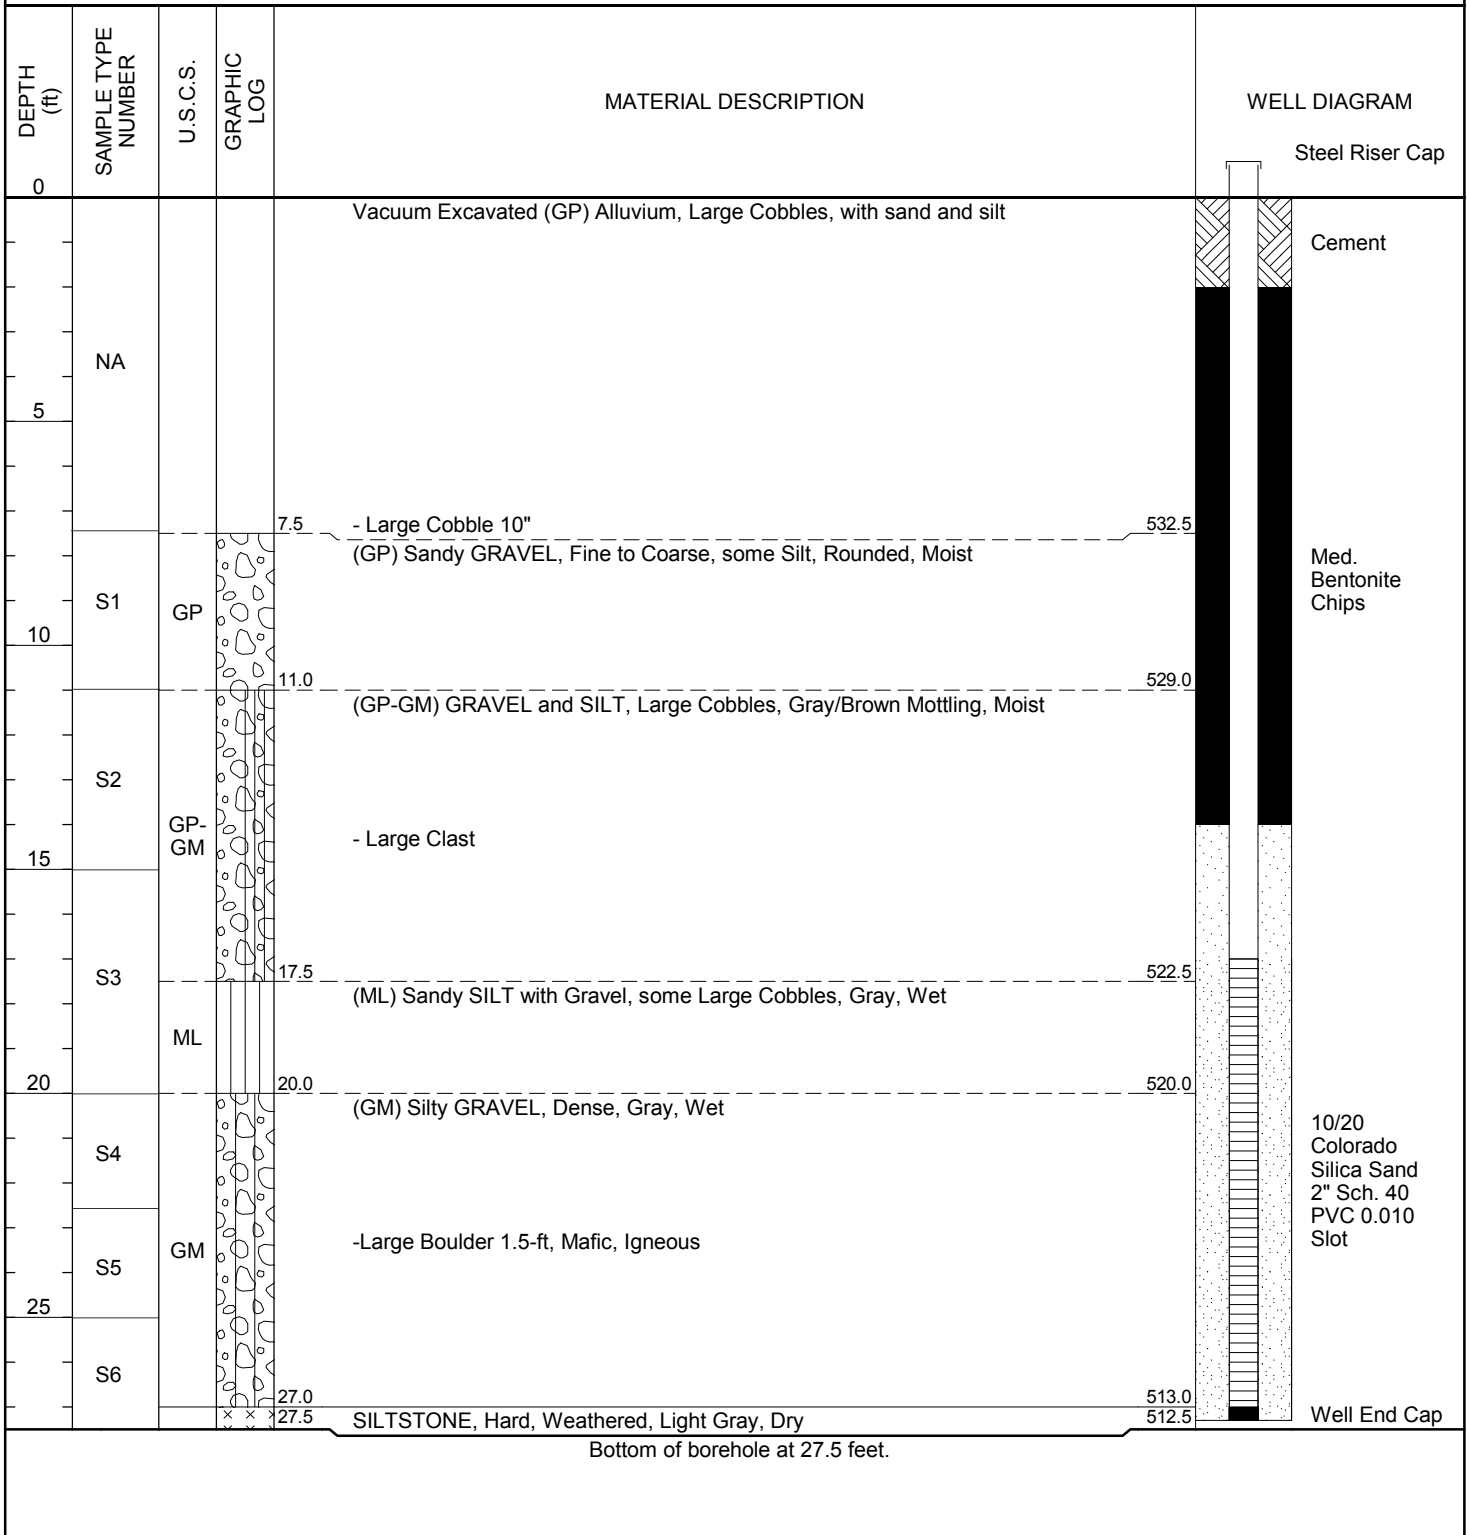 DEPTH
(ft)
SAMPLE TYPE
NUMBER
U.S.C.S.
GRAPHIC
LOG
MATERIAL DESCRIPTION
WELL DIAGRAM
Steel Riser Cap
0
Vacuum Excavated (GP) Alluvium, Large Cobbles, with sand and silt
Cement
NA
5
7.5
- Large Cobble 10"
532.5
(GP) Sandy GRAVEL, Fine to Coarse, some Silt, Rounded, Moist
Med.
Bentonite
Chips
S1
GP
10
11.0
529.0
(GP-GM) GRAVEL and SILT, Large Cobbles, Gray/Brown Mottling, Moist
S2
GP-
GM
- Large Clast
15
S3
17.5
522.5
(ML) Sandy SILT with Gravel, some Large Cobbles, Gray, Wet
ML
20
20.0
520.0
(GM) Silty GRAVEL, Dense, Gray, Wet
10/20
Colorado
Silica Sand
2" Sch. 40
PVC 0.010
Slot
S4
GM
-Large Boulder 1.5-ft, Mafic, Igneous
S5
25
S6
27.0
513.0
27.5
SILTSTONE, Hard, Weathered, Light Gray, Dry
512.5
Well End Cap
Bottom of borehole at 27.5 feet.